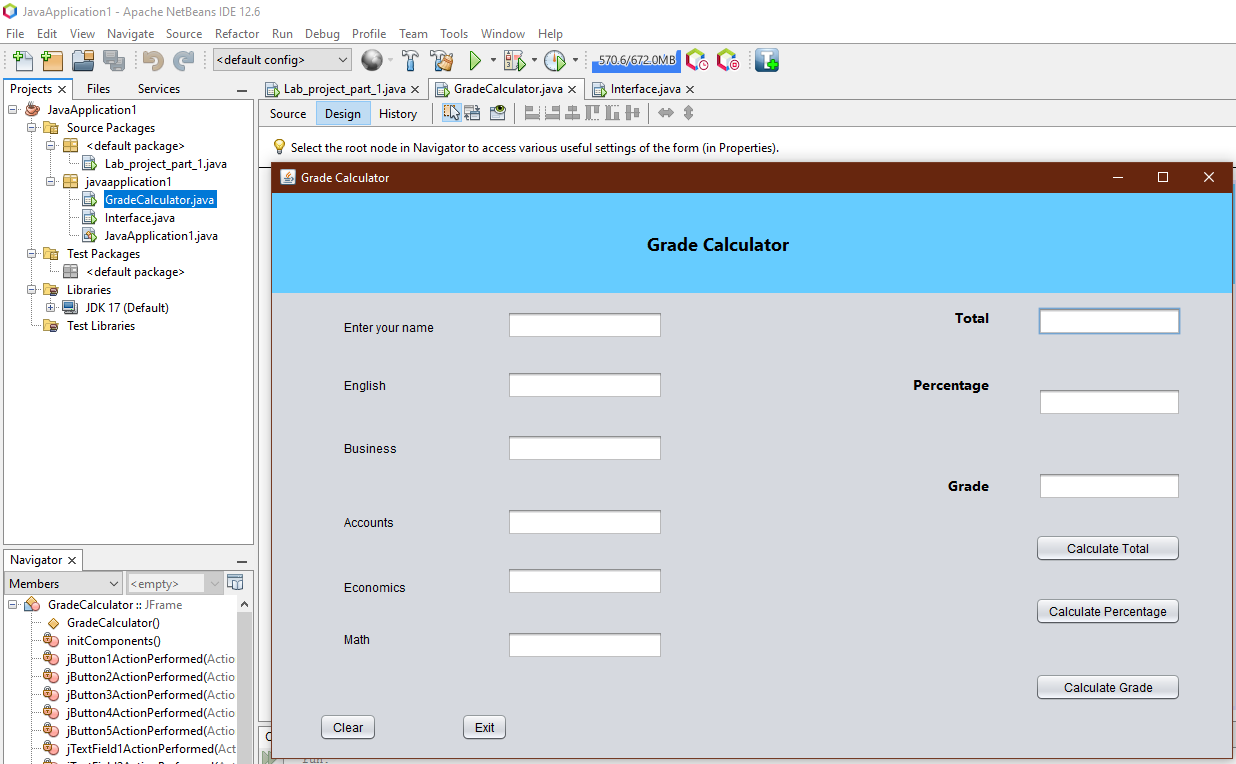 JavaApplication1 - Apache NetBeans IDE 12.6
File Edit View Navigate Source Refactor Run Debug Profile Team Tools Window Help
<default config> 570.6/672.0MB
Projects Files Services
Lab_project_part_1.java GradeCalculator.java Interface.java
Source Design History
Select the root node in Navigator to access various useful settings of the form (in Properties).
JavaApplication1
Source Packages
<default package>
Lab_project_part_1.java
javaapplication1
GradeCalculator.java
Interface.java
JavaApplication1.java
Test Packages
<default package>
Libraries
JDK 17 (Default)
Test Libraries
Navigator
Members <empty>
GradeCalculator :: JFrame
GradeCalculator()
initComponents()
jButton1ActionPerformed(Actio
jButton2ActionPerformed(Actio
jButton3ActionPerformed(Actio
jButton4ActionPerformed(Actio
jButton5ActionPerformed(Actio
jTextField1ActionPerformed(Act
Grade Calculator
Grade Calculator
Enter your name
English
Business
Accounts
Economics
Math
Total
Percentage
Grade
Calculate Total
Calculate Percentage
Calculate Grade
Clear Exit
run: